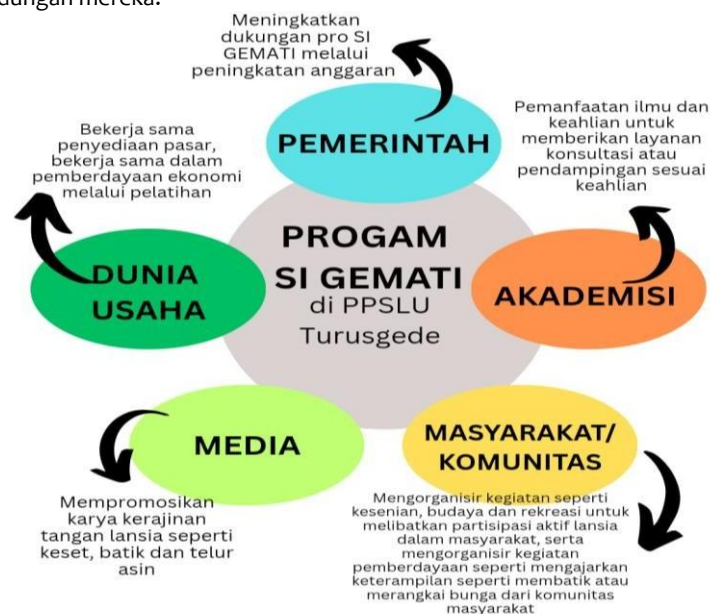 dungan mereka.
Meningkatkan
dukungan pro SI
GEMATI melalui
peningkatan anggaran
PEMERINTAH
Bekerja sama
penyediaan pasar,
bekerja sama dalam
pemberdayaan ekonomi
melalui pelatihan
Pemanfaatan ilmu dan
keahlian untuk
memberikan layanan
konsultasi atau
pendampingan sesuai
keahlian
PROGAM
SI GEMATI
di PPSLU
Turusgede
DUNIA
USAHA
AKADEMISI
MEDIA
MASYARAKAT/
KOMUNITAS
Mempromosikan
karya kerajinan
tangan lansia seperti
keset, batik dan telur
asin
Mengorganisir kegiatan seperti
kesenian, budaya dan rekreasi untuk
melibatkan partisipasi aktif lansia
dalam masyarakat, serta
mengorganisir kegiatan
pemberdayaan seperti mengajarkan
keterampilan seperti membatik atau
merangkai bunga dari komunitas
masyarakat